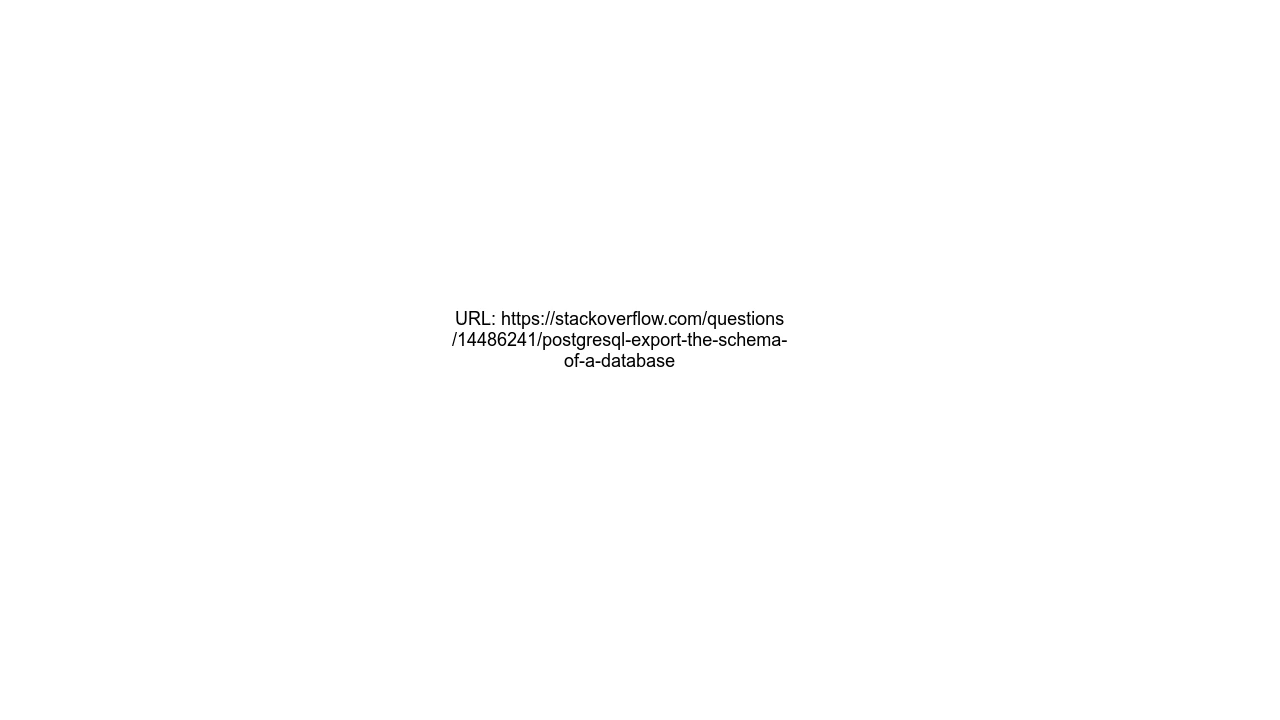 URL: https://stackoverflow.com/questions
/14486241/postgresql-export-the-schema-
of-a-database